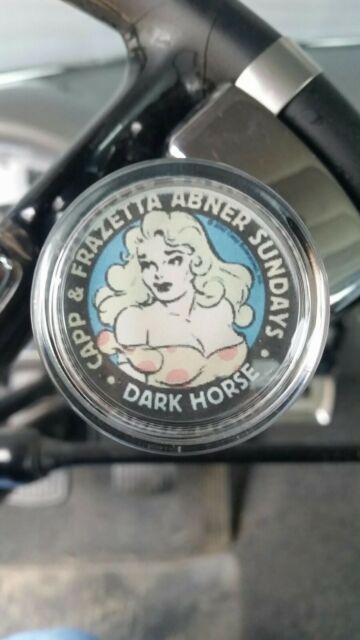 CAPP & FRAZETTA ABNER SUNDAYS
• DARK HORSE •